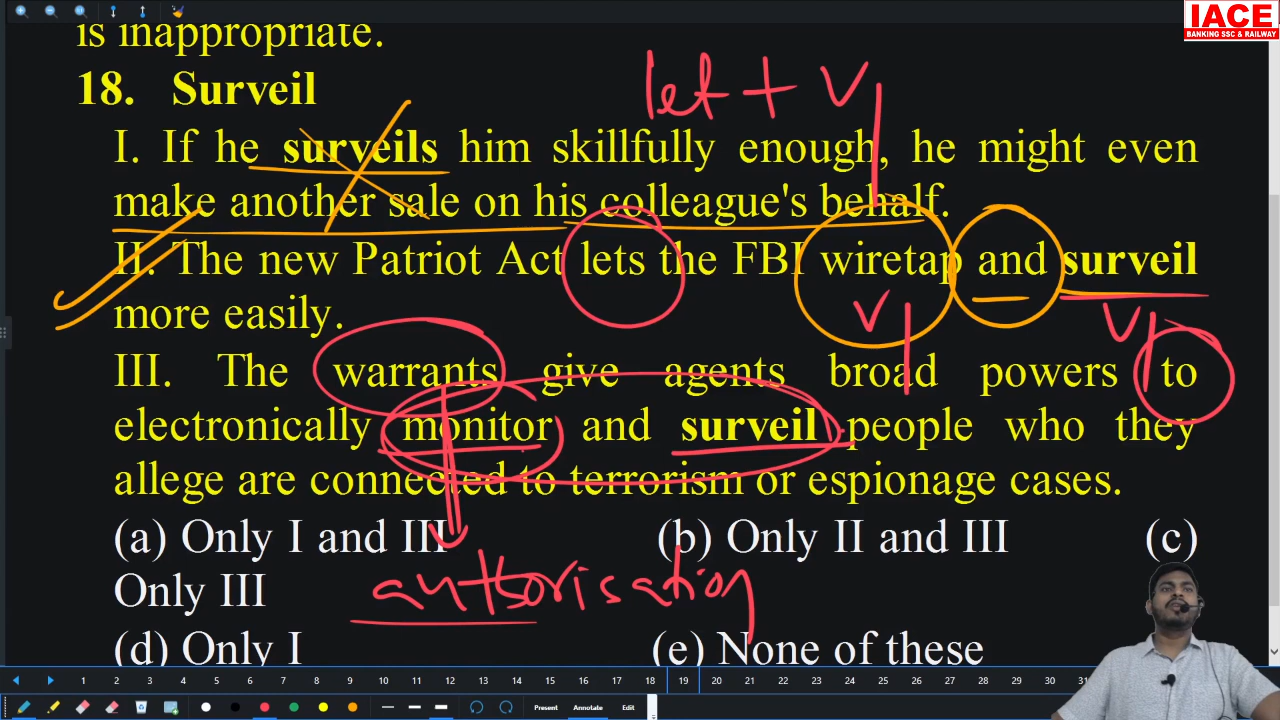 IACE
BANKING SSC & RAILWAY
is inappropriate.
18. Surveil
let + V1
I. If he surveils him skillfully enough, he might even
make another sale on his colleague's behalf.
II. The new Patriot Act lets the FBI wiretap and surveil
V1 V1
more easily.
III. The warrants give agents broad powers to
electronically monitor and surveil people who they
allege are connected to terrorism or espionage cases.
(a) Only I and III (b) Only II and III (c)
Only III
authorisation
(d) Only I (e) None of these
1 2 3 4 5 6 7 8 9 10 11 12 13 14 15 16 17 18 19 20 21 22 23 24 25 26 27 28 29 30 31
Present Annotate Edit